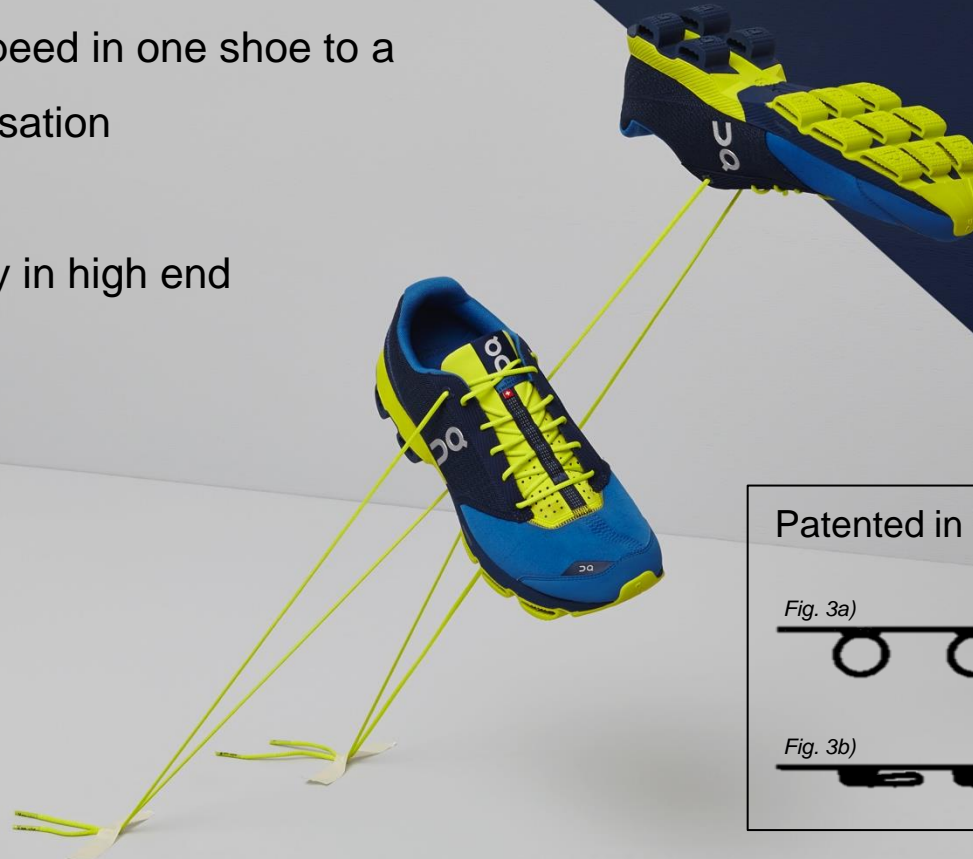 peed in one shoe to a
sation
y in high end
Patented in
Fig. 3a)
Fig. 3b)